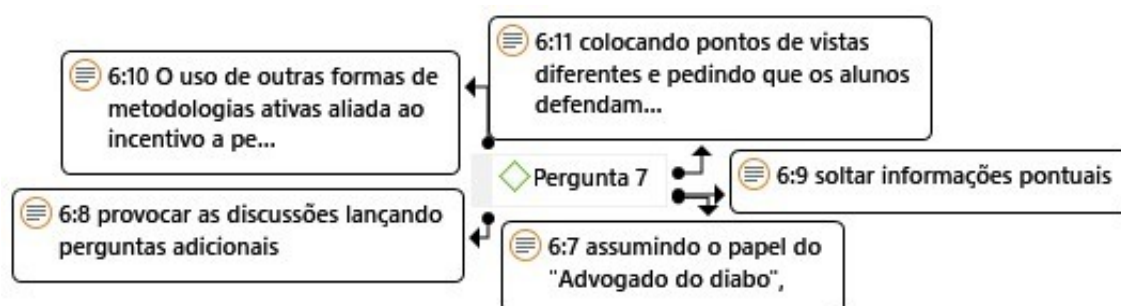 6:11 colocando pontos de vistas
diferentes e pedindo que os alunos
defendam...
6:10 O uso de outras formas de
metodologias ativas aliada ao
incentivo a pe...
Pergunta 7
6:9 soltar informações pontuais
6:8 provocar as discussões lançando
perguntas adicionais
6:7 assumindo o papel do
"Advogado do diabo",